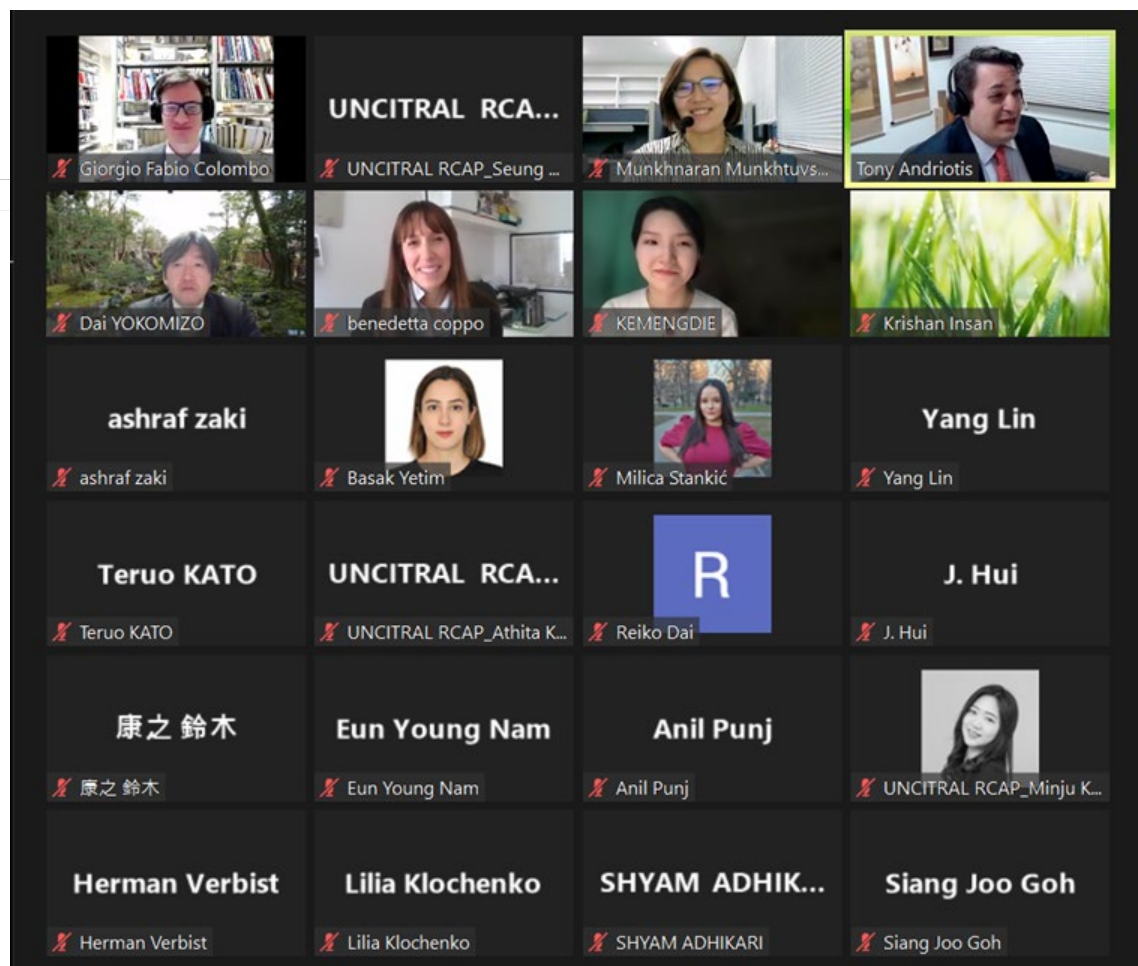 Giorgio Fabio Colombo
UNCITRAL RCA...
UNCITRAL RCAP_Seung ...
Munkhnaran Munkhtuvs...
Tony Andriotis
Dai YOKOMIZO
benedetta coppo
KEMENGDIE
Krishan Insan
ashraf zaki
ashraf zaki
Basak Yetim
Milica Stankić
Yang Lin
Yang Lin
Teruo KATO
Teruo KATO
UNCITRAL RCA...
UNCITRAL RCAP_Athita K...
R
Reiko Dai
J. Hui
J. Hui
康之 鈴木
康之 鈴木
Eun Young Nam
Eun Young Nam
Anil Punj
Anil Punj
UNCITRAL RCAP_Minju K...
Herman Verbist
Herman Verbist
Lilia Klochenko
Lilia Klochenko
SHYAM ADHIK...
SHYAM ADHIKARI
Siang Joo Goh
Siang Joo Goh